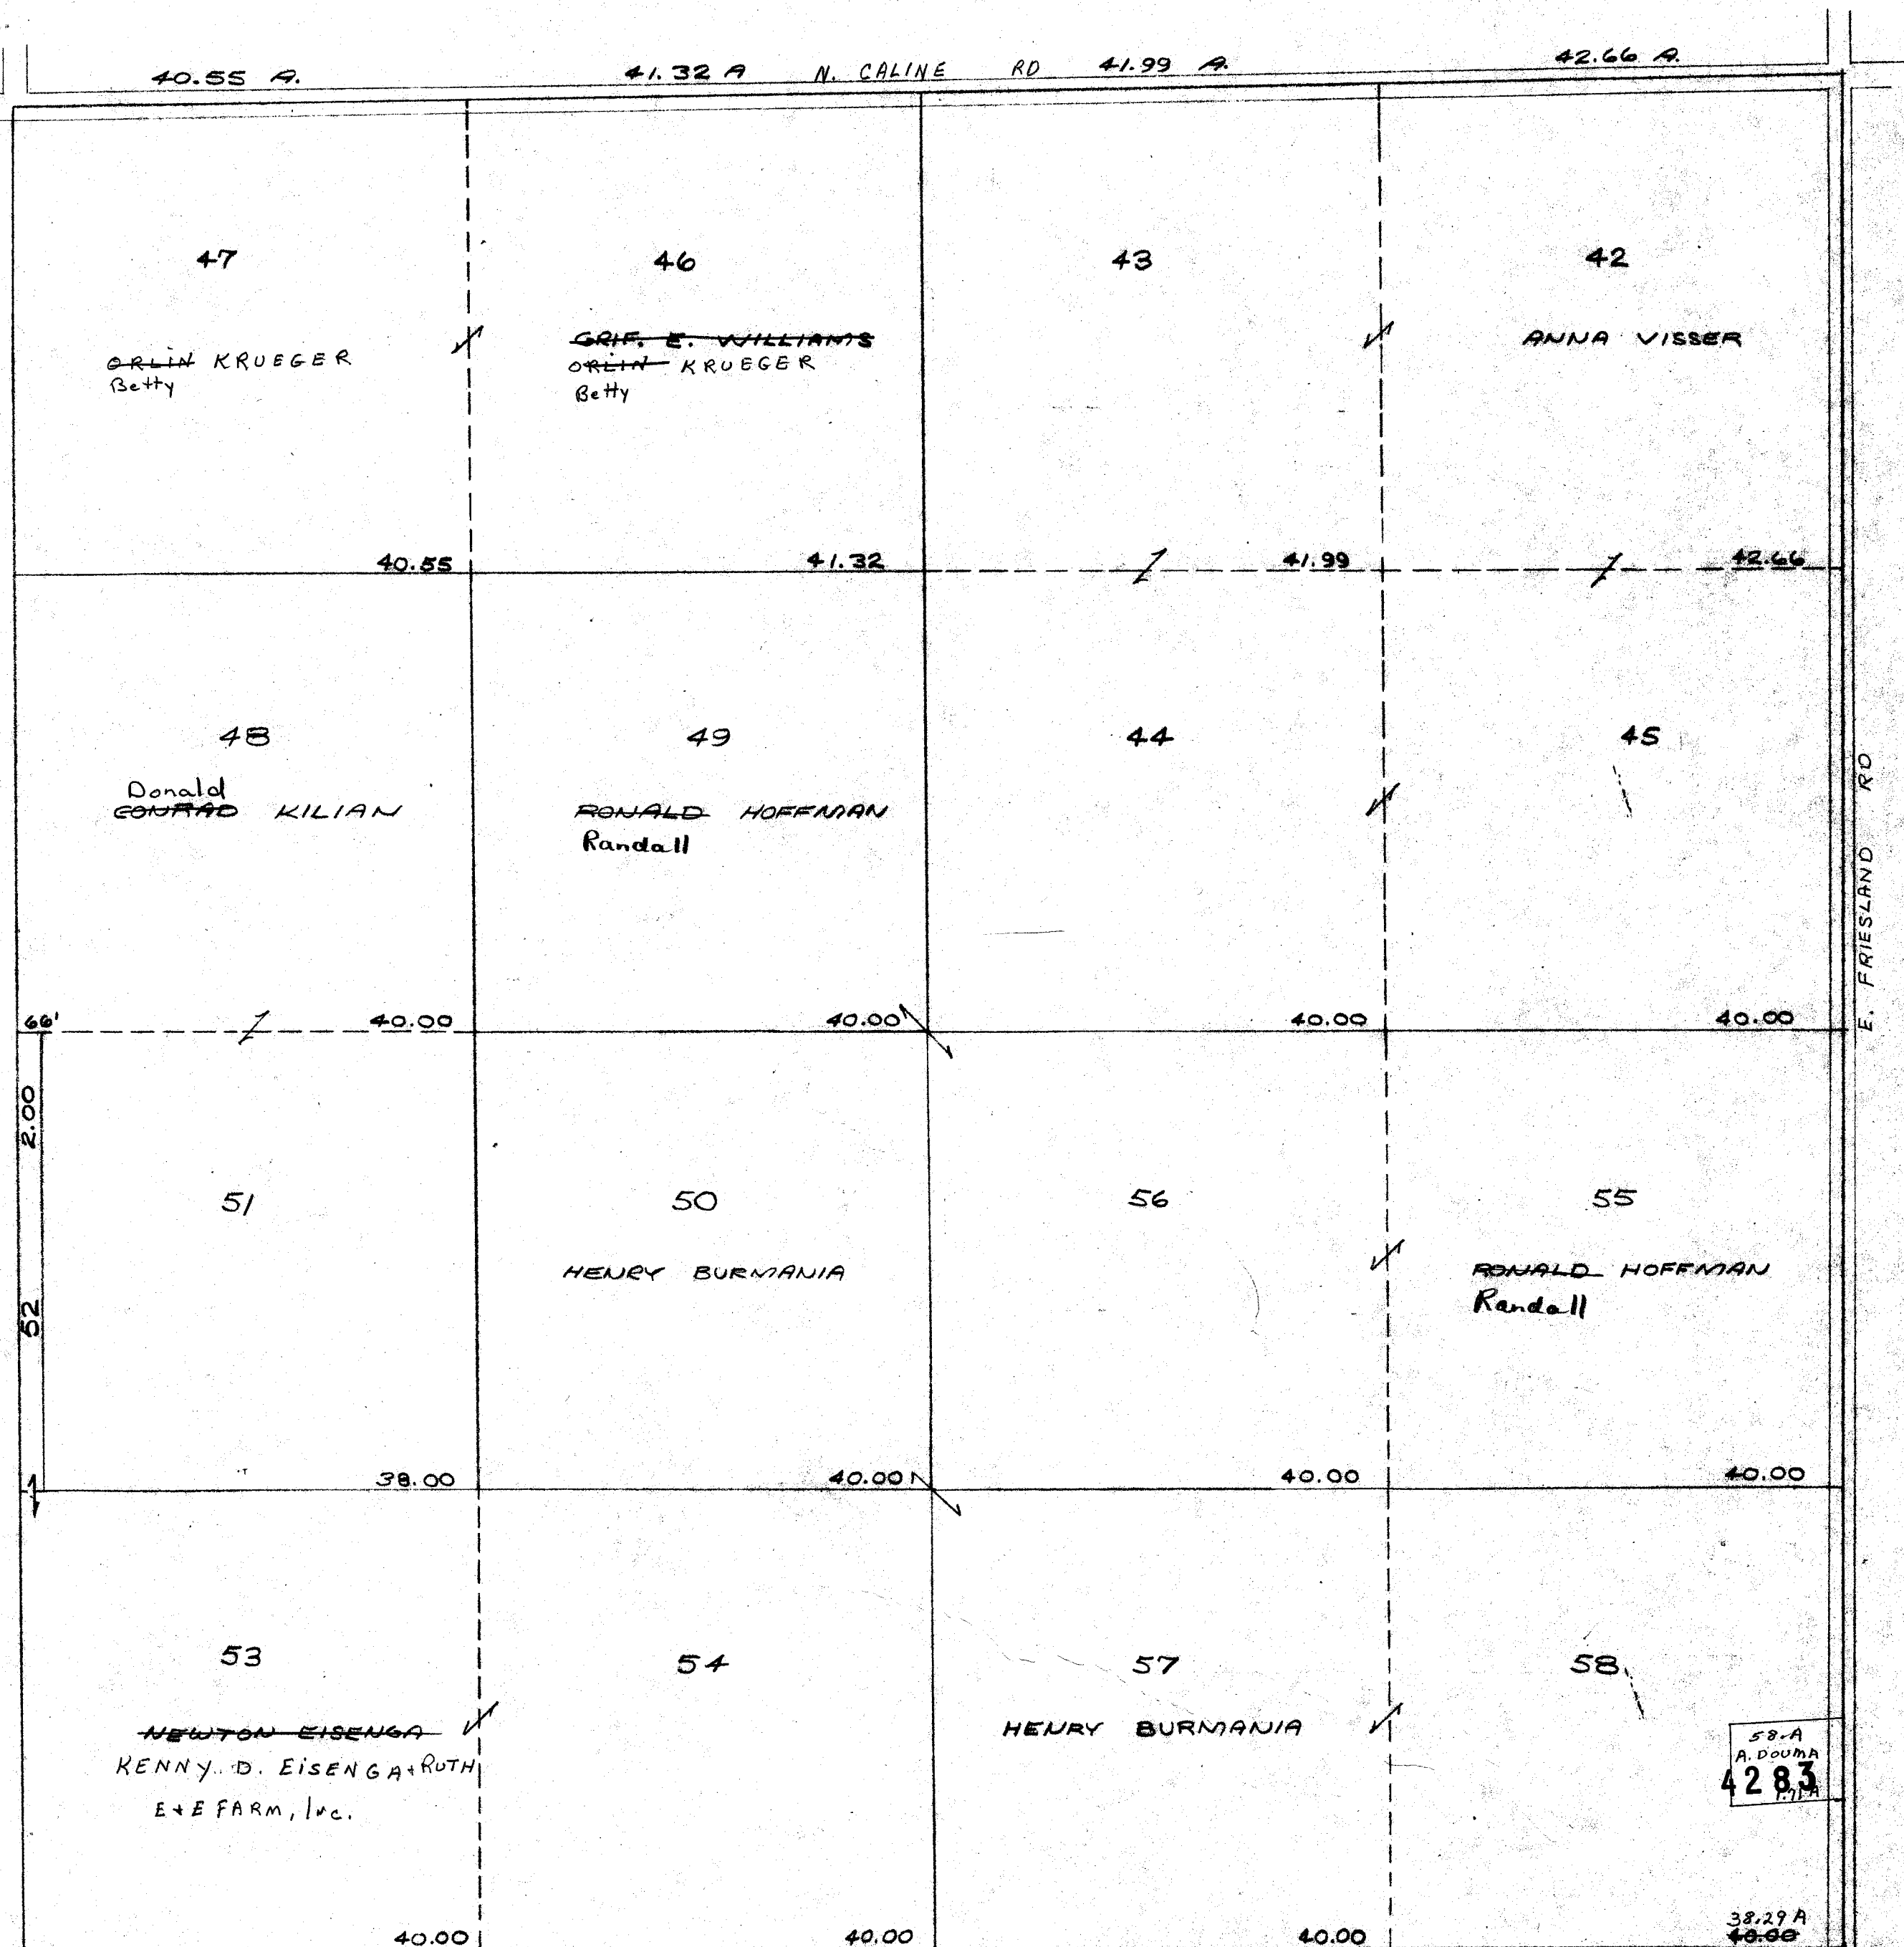 40.55 A.
41.32 A N. CALINE RD 41.99 A.
42.66 A.
47
ORLIN KRUEGER
Betty
46
GRIF. E. WILLIAMS
ORLIN KRUEGER
Betty
43
42
ANNA VISSER
40.55
41.32
41.99
42.66
48
Donald
CONRAD KILIAN
49
RONALD HOFFMAN
Randall
44
45
E. FRIESLAND RD
66'
40.00
40.00
40.00
40.00
2.00
52
51
50
HENRY BURMANIA
56
55
RONALD HOFFMAN
Randall
38.00
40.00
40.00
40.00
53
NEWTON EISENGA
KENNY. D. EISENGA + RUTH
E + E FARM, Inc.
54
57
HENRY BURMANIA
58
58-A
A. DOUMA
4283
1.71 A
38.29 A
40.00
40.00
40.00
40.00